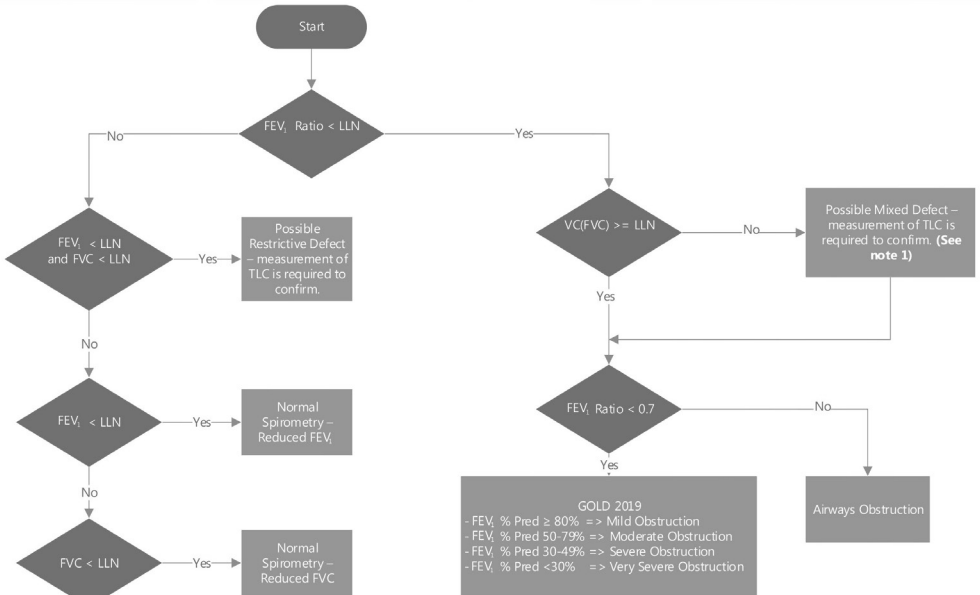 Start
FEV₁ Ratio < LLN
No
Yes
FEV₁ < LLN
and FVC < LLN
Yes
Possible
Restrictive Defect
– measurement of
TLC is required to
confirm.
VC(FVC) >= LLN
No
Possible Mixed Defect –
measurement of TLC is
required to confirm. (See
note 1)
Yes
No
FEV₁ < LLN
Yes
Normal
Spirometry –
Reduced FEV₁
FEV₁ Ratio < 0.7
No
Yes
No
GOLD 2019
- FEV₁ % Pred ≥ 80% => Mild Obstruction
- FEV₁ % Pred 50-79% => Moderate Obstruction
- FEV₁ % Pred 30-49% => Severe Obstruction
- FEV₁ % Pred <30% => Very Severe Obstruction
Airways Obstruction
FVC < LLN
Yes
Normal
Spirometry –
Reduced FVC